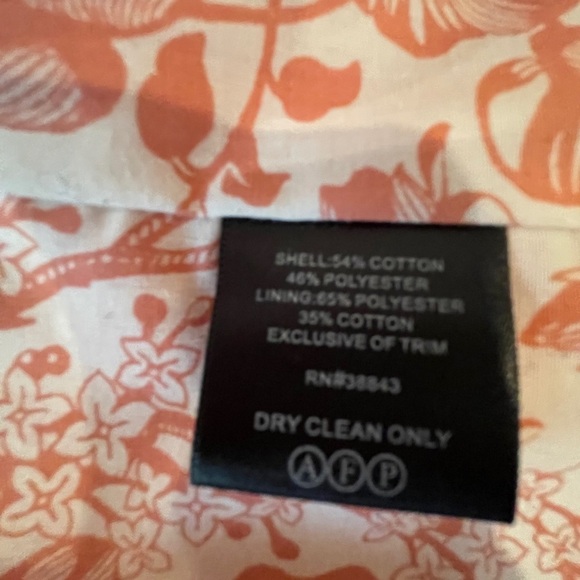 SHELL:54% COTTON
46% POLYESTER
LINING:65% POLYESTER
35% COTTON
EXCLUSIVE OF TRIM
RN#38843
DRY CLEAN ONLY
A F P